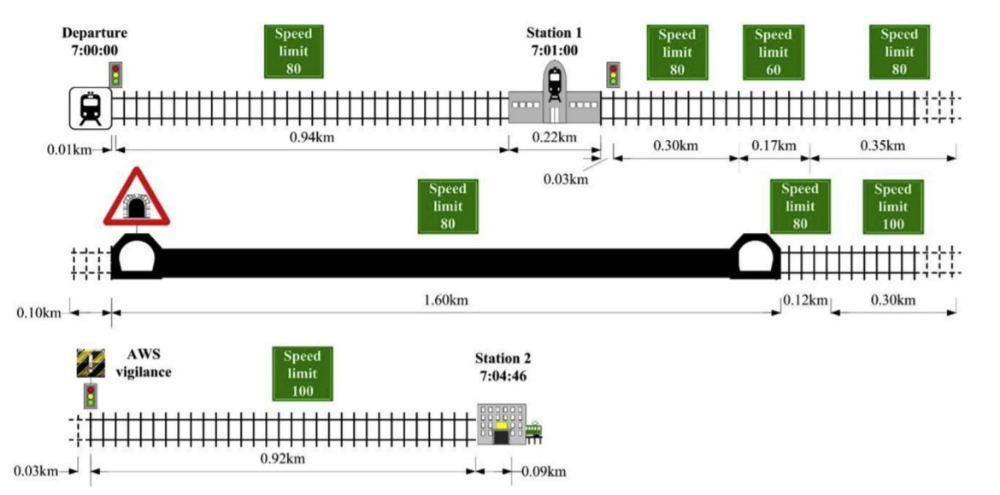 Departure
7:00:00
Speed
limit
80
Station 1
7:01:00
Speed
limit
80
Speed
limit
60
Speed
limit
80
0.01km
0.94km
0.22km
0.03km
0.30km
0.17km
0.35km
Speed
limit
80
Speed
limit
80
Speed
limit
100
0.10km
1.60km
0.12km
0.30km
!
AWS
vigilance
Speed
limit
100
Station 2
7:04:46
0.03km
0.92km
0.09km